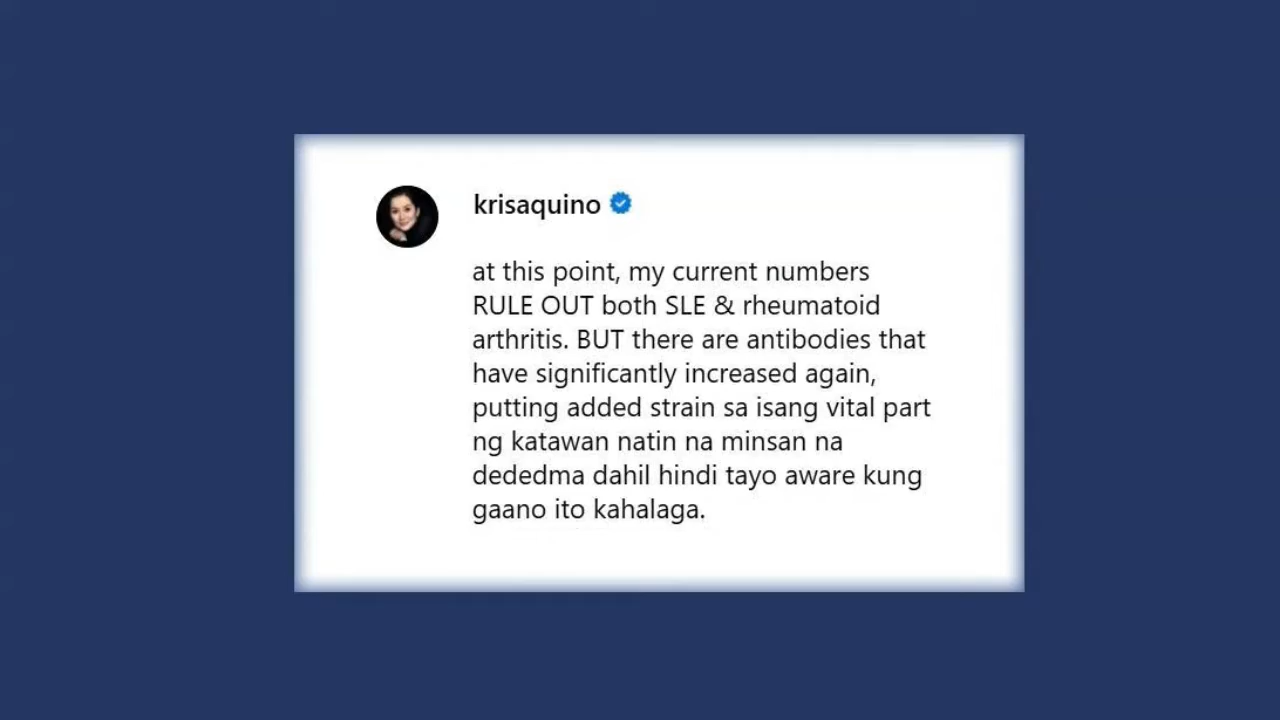 krisaquino
at this point, my current numbers
RULE OUT both SLE & rheumatoid
arthritis. BUT there are antibodies that
have significantly increased again,
putting added strain sa isang vital part
ng katawan natin na minsan na
dededma dahil hindi tayo aware kung
gaano ito kahalaga.